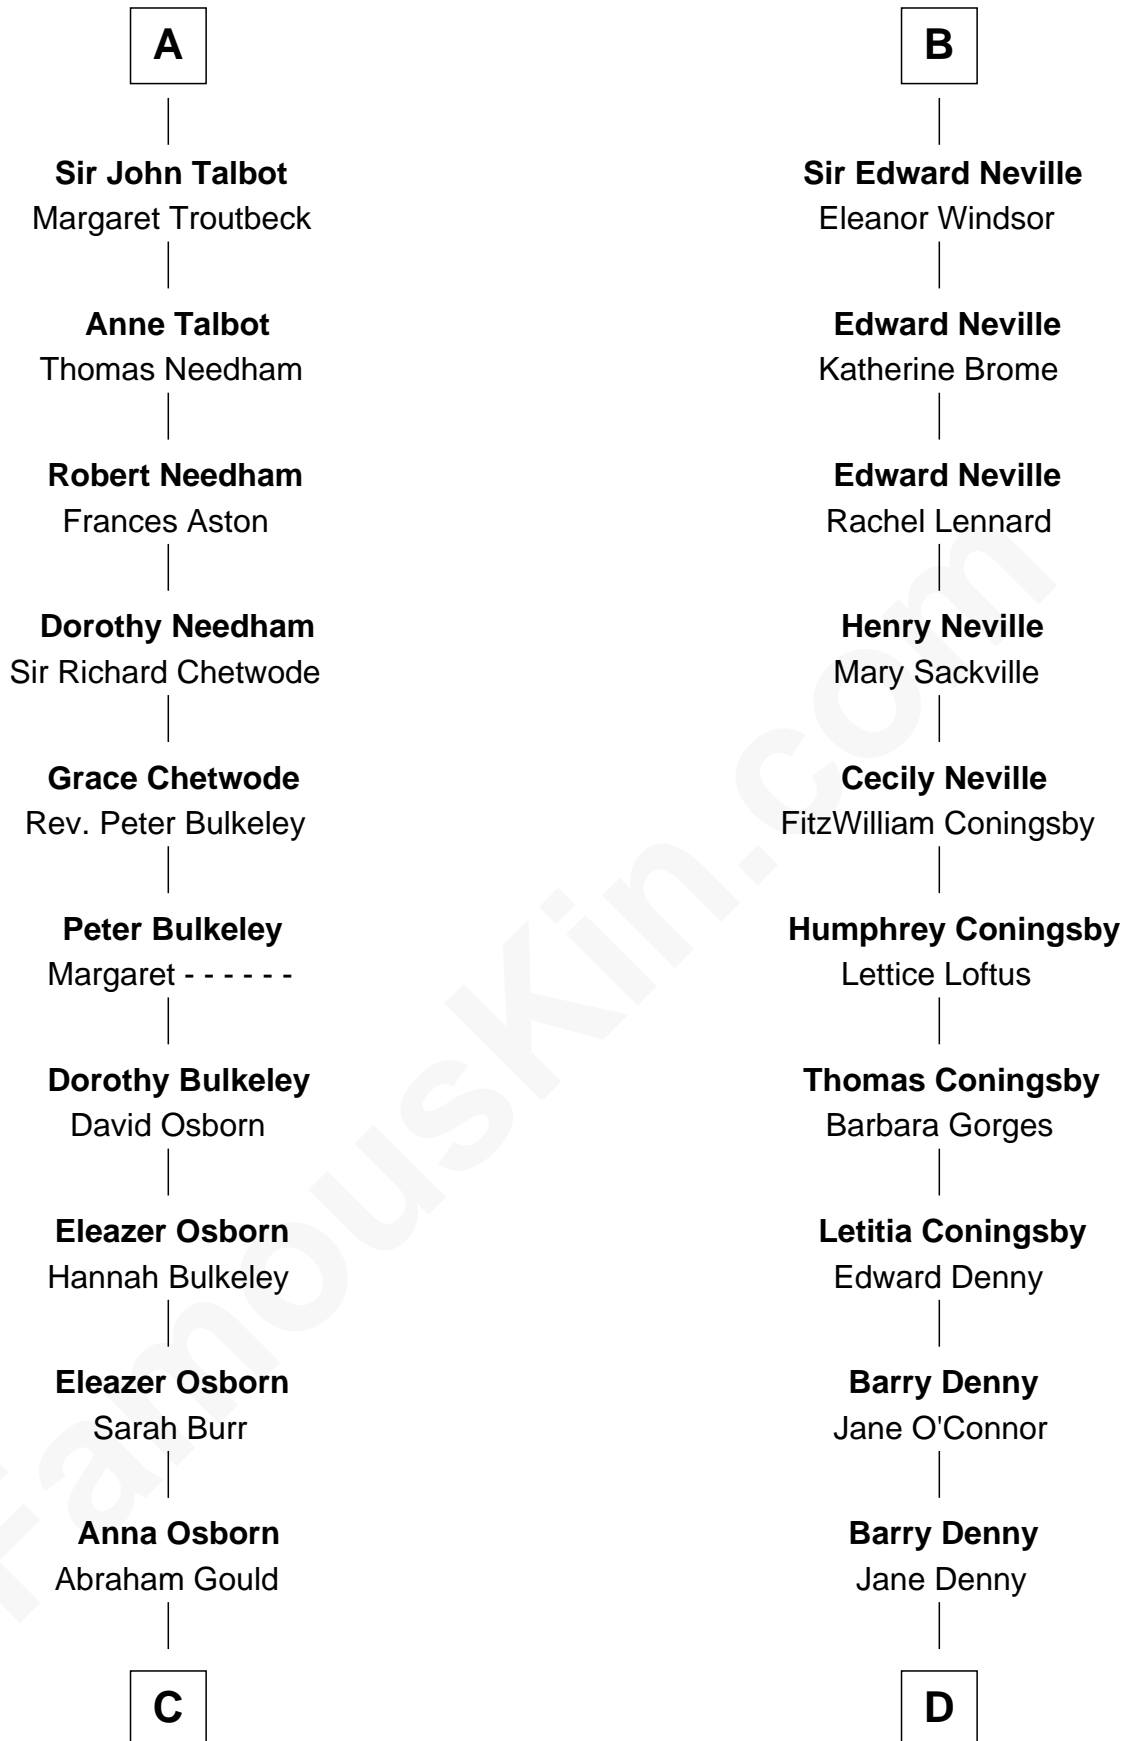 A
Sir John Talbot
Margaret Troutbeck
Anne Talbot
Thomas Needham
Robert Needham
Frances Aston
Dorothy Needham
Sir Richard Chetwode
Grace Chetwode
Rev. Peter Bulkeley
Peter Bulkeley
Margaret - - - - - -
Dorothy Bulkeley
David Osborn
Eleazer Osborn
Hannah Bulkeley
Eleazer Osborn
Sarah Burr
Anna Osborn
Abraham Gould
C
B
Sir Edward Neville
Eleanor Windsor
Edward Neville
Katherine Brome
Edward Neville
Rachel Lennard
Henry Neville
Mary Sackville
Cecily Neville
FitzWilliam Coningsby
Humphrey Coningsby
Lettice Loftus
Thomas Coningsby
Barbara Gorges
Letitia Coningsby
Edward Denny
Barry Denny
Jane O'Connor
Barry Denny
Jane Denny
D
FamousKin.com